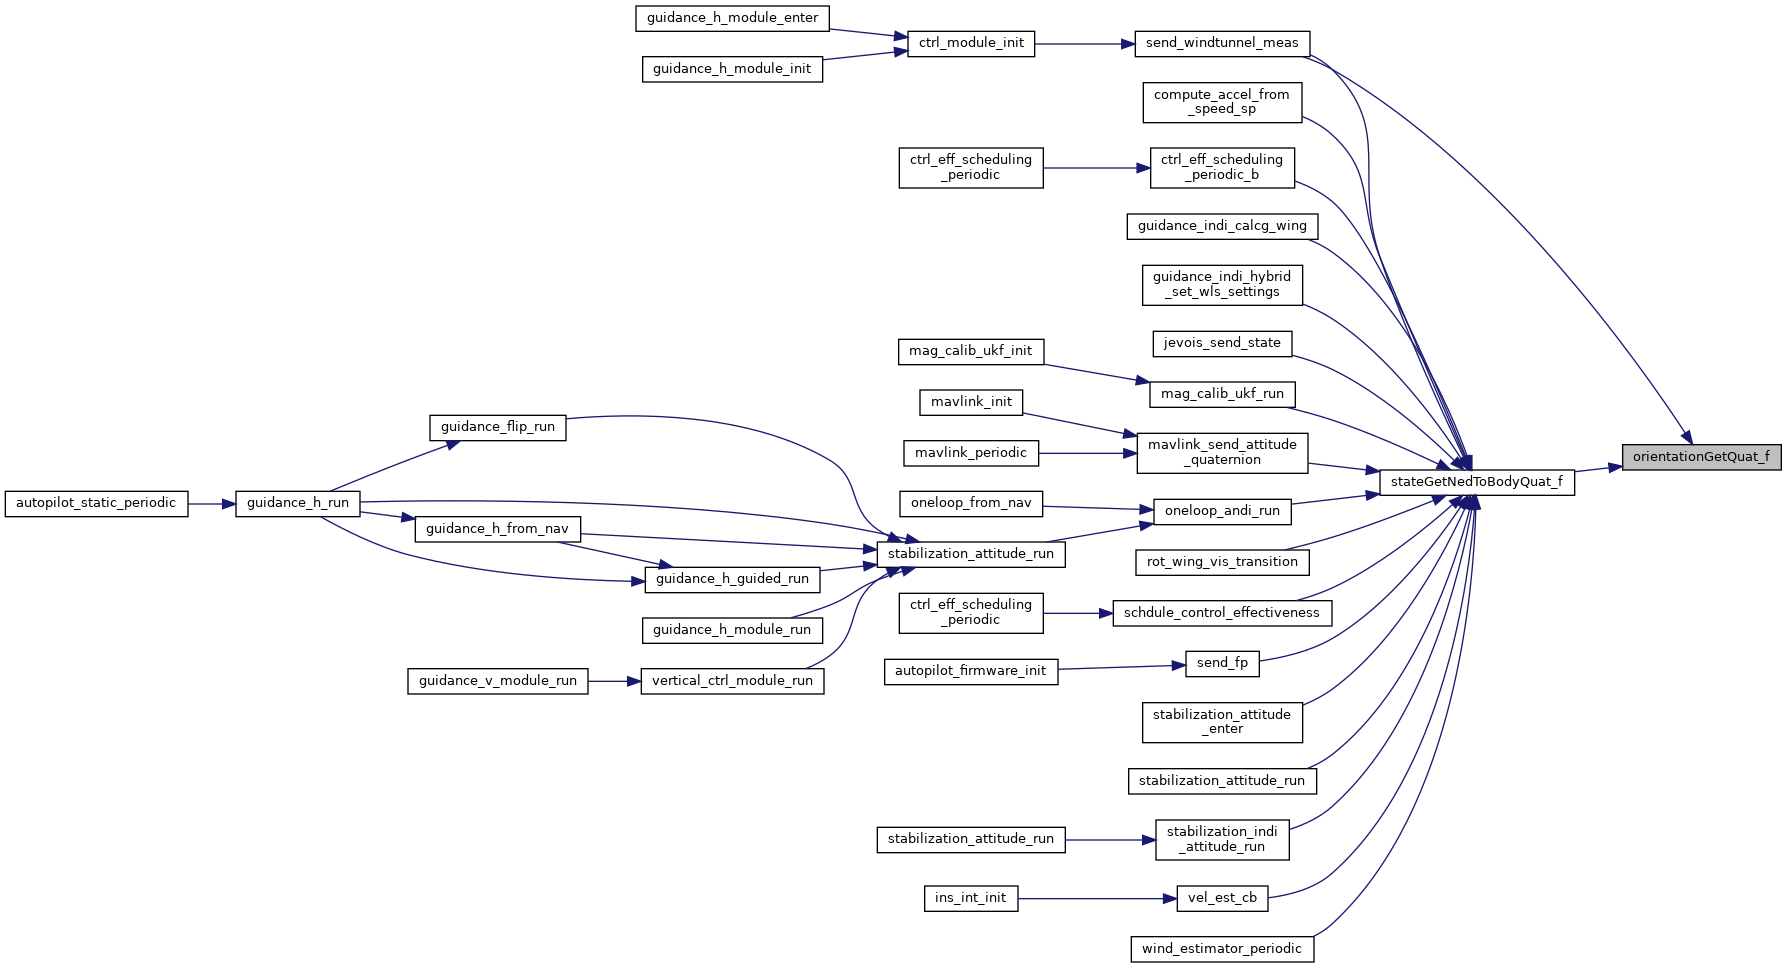 guidance_h_module_enter
ctrl_module_init
send_windtunnel_meas
guidance_h_module_init
compute_accel_from
_speed_sp
ctrl_eff_scheduling
_periodic
ctrl_eff_scheduling
_periodic_b
guidance_indi_calcg_wing
guidance_indi_hybrid
_set_wls_settings
jevois_send_state
mag_calib_ukf_init
mag_calib_ukf_run
mavlink_init
mavlink_send_attitude
_quaternion
mavlink_periodic
guidance_flip_run
orientationGetQuat_f
stateGetNedToBodyQuat_f
autopilot_static_periodic
guidance_h_run
oneloop_from_nav
oneloop_andi_run
guidance_h_from_nav
stabilization_attitude_run
rot_wing_vis_transition
guidance_h_guided_run
ctrl_eff_scheduling
_periodic
schdule_control_effectiveness
guidance_h_module_run
autopilot_firmware_init
send_fp
guidance_v_module_run
vertical_ctrl_module_run
stabilization_attitude
_enter
stabilization_attitude_run
stabilization_attitude_run
stabilization_indi
_attitude_run
ins_int_init
vel_est_cb
wind_estimator_periodic